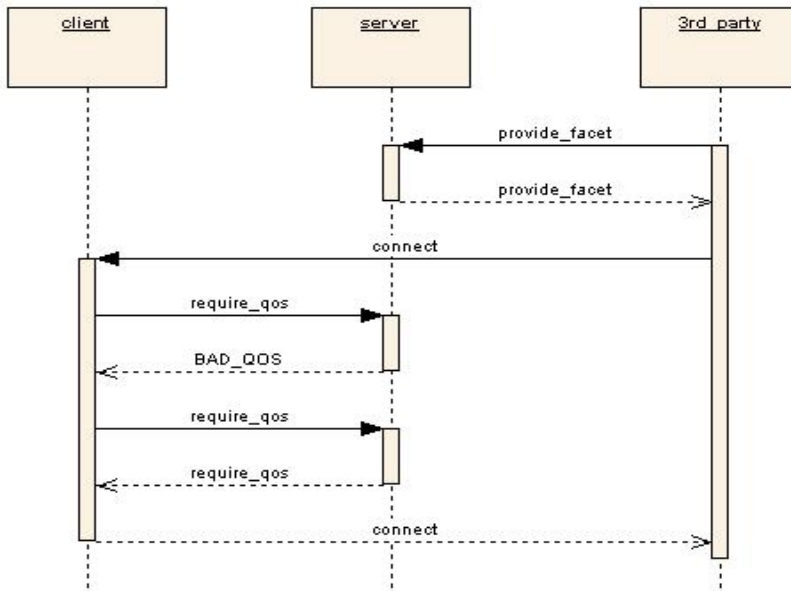 client
server
3rd_party
provide_facet
provide_facet
connect
require_qos
BAD_QOS
require_qos
require_qos
connect